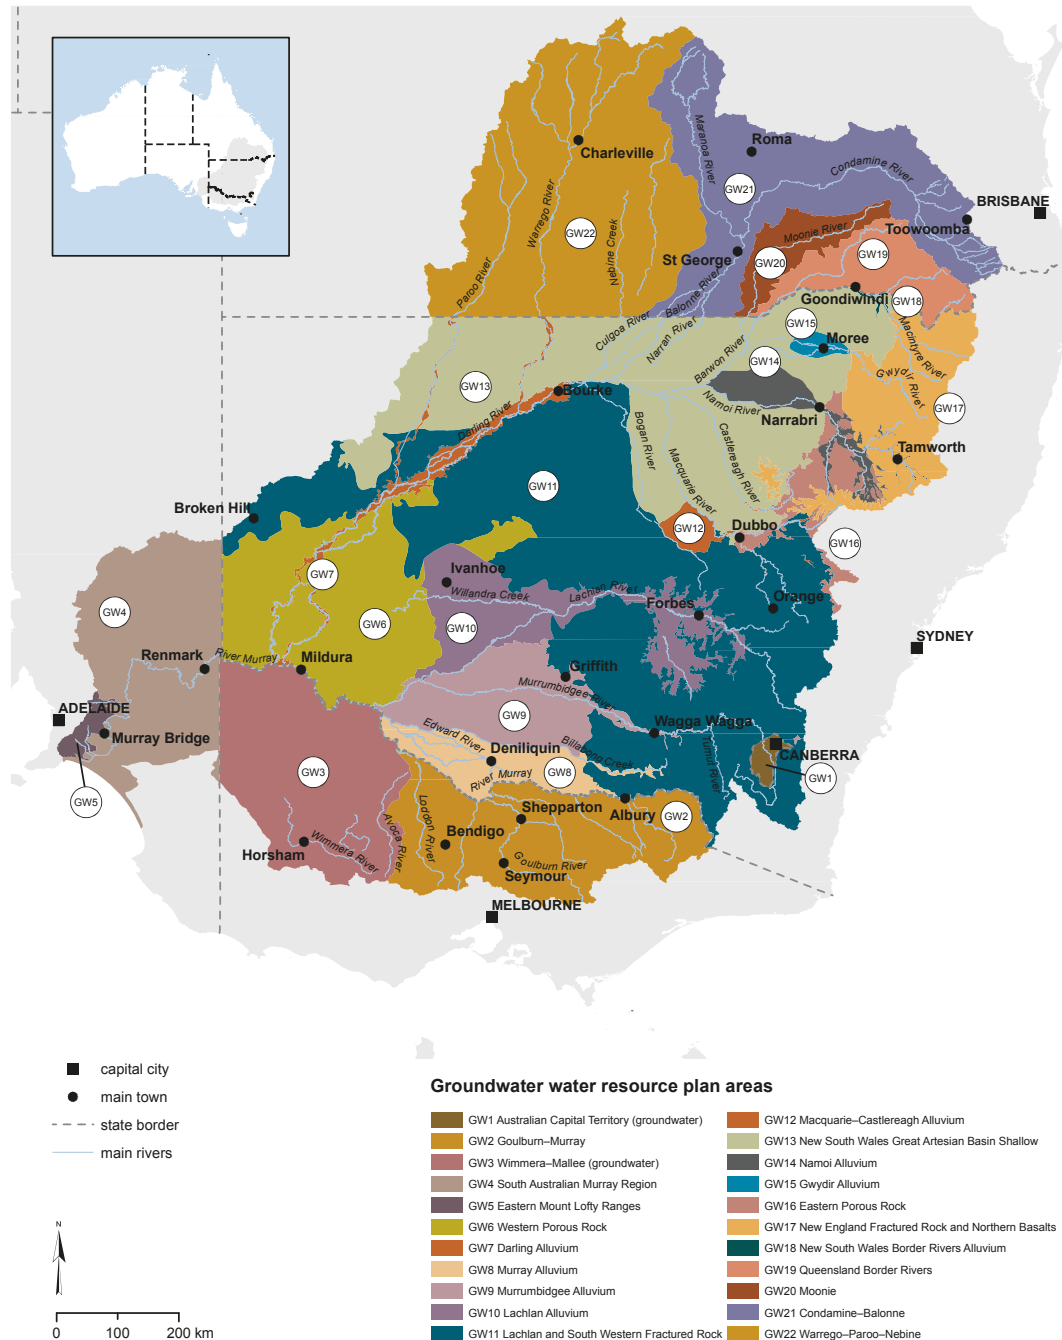 Charleville
Roma
Maranoa River
Condamine River
GW21
BRISBANE
Toowoomba
Warrego River
GW22
Nebine Creek
Moonie River
GW19
St George
GW20
Paroo River
Balonne River
Goondiwindi
GW18
Culgoa River
Narran River
GW15
Moree
Macintyre River
Barwon River
GW14
Gwydir River
GW13
Bourke
Namoi River
Narrabri
GW17
Darling River
Bogan River
Castlereagh River
Tamworth
Macquarie River
GW11
Broken Hill
GW12
Dubbo
GW16
GW7
Ivanhoe
Willandra Creek
Lachlan River
Forbes
Orange
GW4
GW6
GW10
SYDNEY
Renmark
River Murray
Mildura
Griffith
Murrumbidgee River
ADELAIDE
Murray Bridge
GW9
Wagga Wagga
Edward River
Deniliquin
Billabong Creek
Tumut River
CANBERRA
GW3
River Murray
GW8
GW1
GW5
Shepparton
Albury
GW2
Loddon River
Avoca River
Bendigo
Horsham
Wimmera River
Goulburn River
Seymour
MELBOURNE
capital city
main town
state border
main rivers
N
0 100 200 km
Groundwater water resource plan areas
GW1 Australian Capital Territory (groundwater)
GW2 Goulburn–Murray
GW3 Wimmera–Mallee (groundwater)
GW4 South Australian Murray Region
GW5 Eastern Mount Lofty Ranges
GW6 Western Porous Rock
GW7 Darling Alluvium
GW8 Murray Alluvium
GW9 Murrumbidgee Alluvium
GW10 Lachlan Alluvium
GW11 Lachlan and South Western Fractured Rock
GW12 Macquarie–Castlereagh Alluvium
GW13 New South Wales Great Artesian Basin Shallow
GW14 Namoi Alluvium
GW15 Gwydir Alluvium
GW16 Eastern Porous Rock
GW17 New England Fractured Rock and Northern Basalts
GW18 New South Wales Border Rivers Alluvium
GW19 Queensland Border Rivers
GW20 Moonie
GW21 Condamine–Balonne
GW22 Warrego–Paroo–Nebine